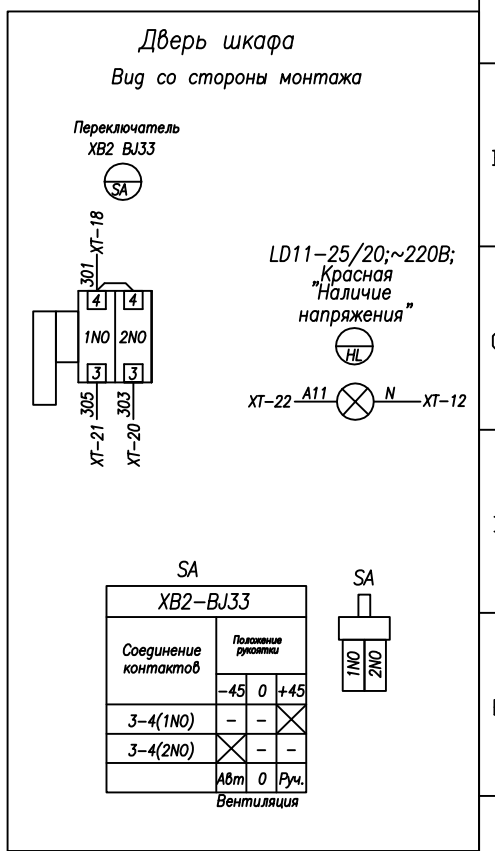 Дверь шкафа
Вид со стороны монтажа
Переключатель
XB2 BJ33
SA
301
XT-18
4 4
1NO 2NO
3 3
305
XT-21
303
XT-20
LD11-25/20;~220В;
"Красная
"Наличие
напряжения"
HL
XT-22 A11 N XT-12
SA
XB2-BJ33
Соединение контактов
Положение рукоятки
-45 0 +45
3-4(1NO) - -
3-4(2NO) - -
Авт 0 Руч.
Вентиляция
SA
1NO
2NO